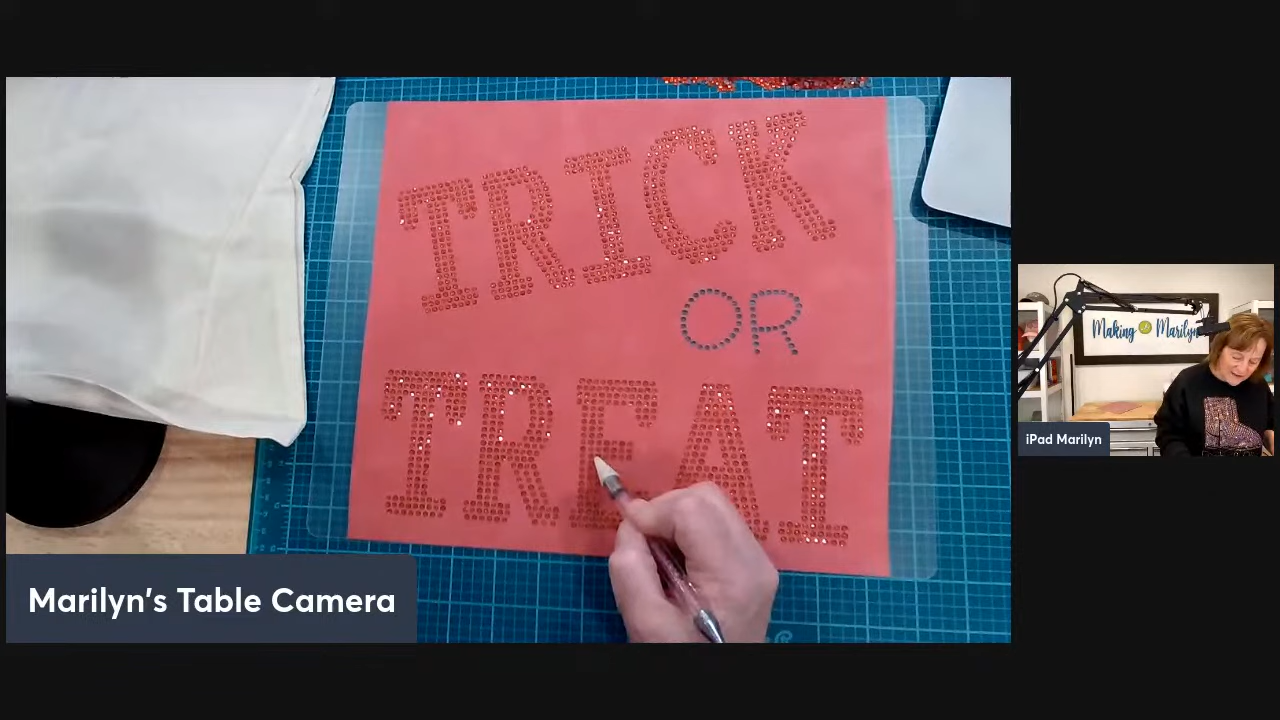 TRICK
OR
TREAT
Making Marilyn
iPad Marilyn
Marilyn's Table Camera